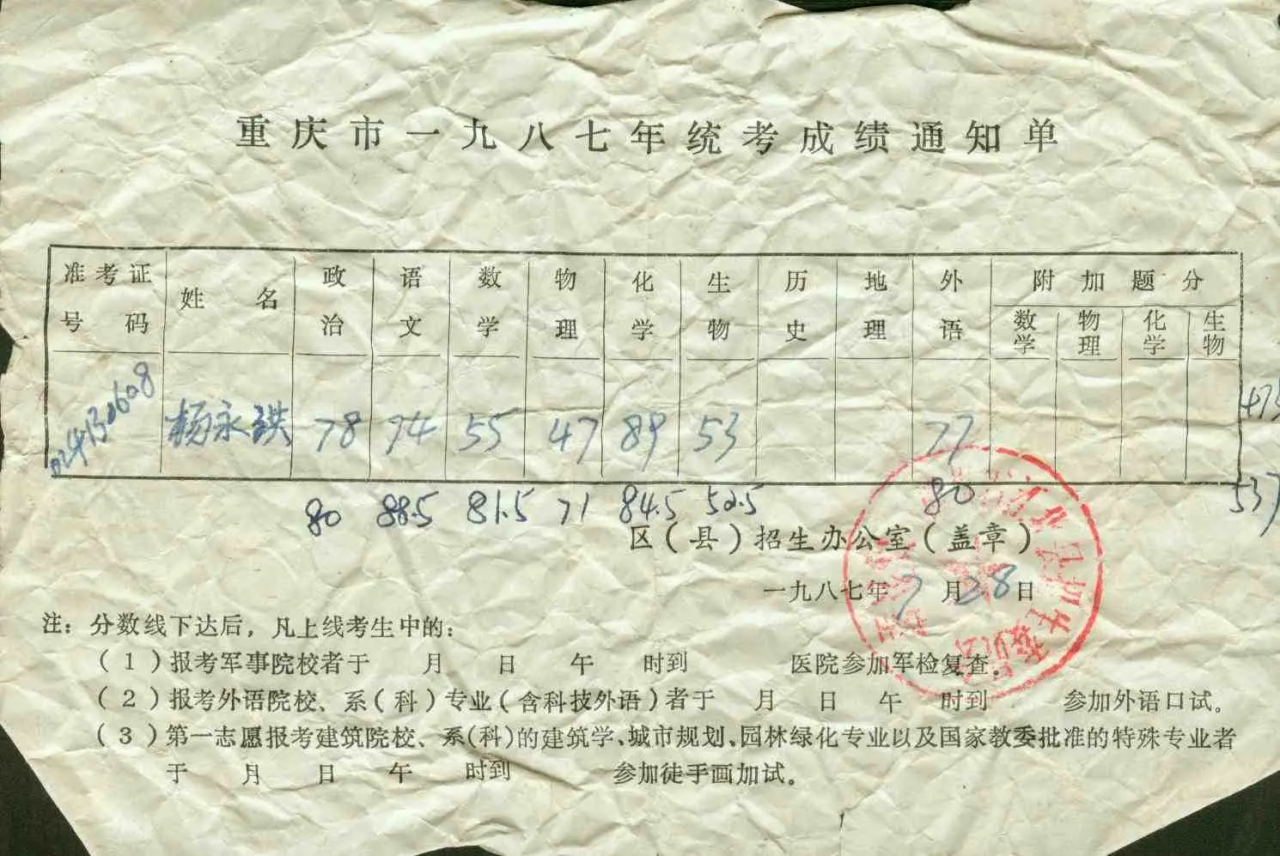 重庆市一九八七年统考成绩通知单
准考证号码 姓名 政治 语文 数学 物理 化学 生物 历史 地理 外语 附加题分
数学 物理 化学 生物
024130608 杨永 78 74 55 47 89 53 77 473
80 88.5 81.5 71 84.5 52.5 80 537
区(县)招生办公室(盖章)
一九八七年7月28日
注:分数线下达后,凡上线考生中的:
(1)报考军事院校者于 月 日 午 时到 医院参加军检复查。
(2)报考外语院校、系(科)专业(含科技外语)者于 月 日 午 时到 参加外语口试。
(3)第一志愿报考建筑院校、系(科)的建筑学、城市规划、园林绿化专业以及国家教委批准的特殊专业者
于 月 日 午 时到 参加徒手画加试。